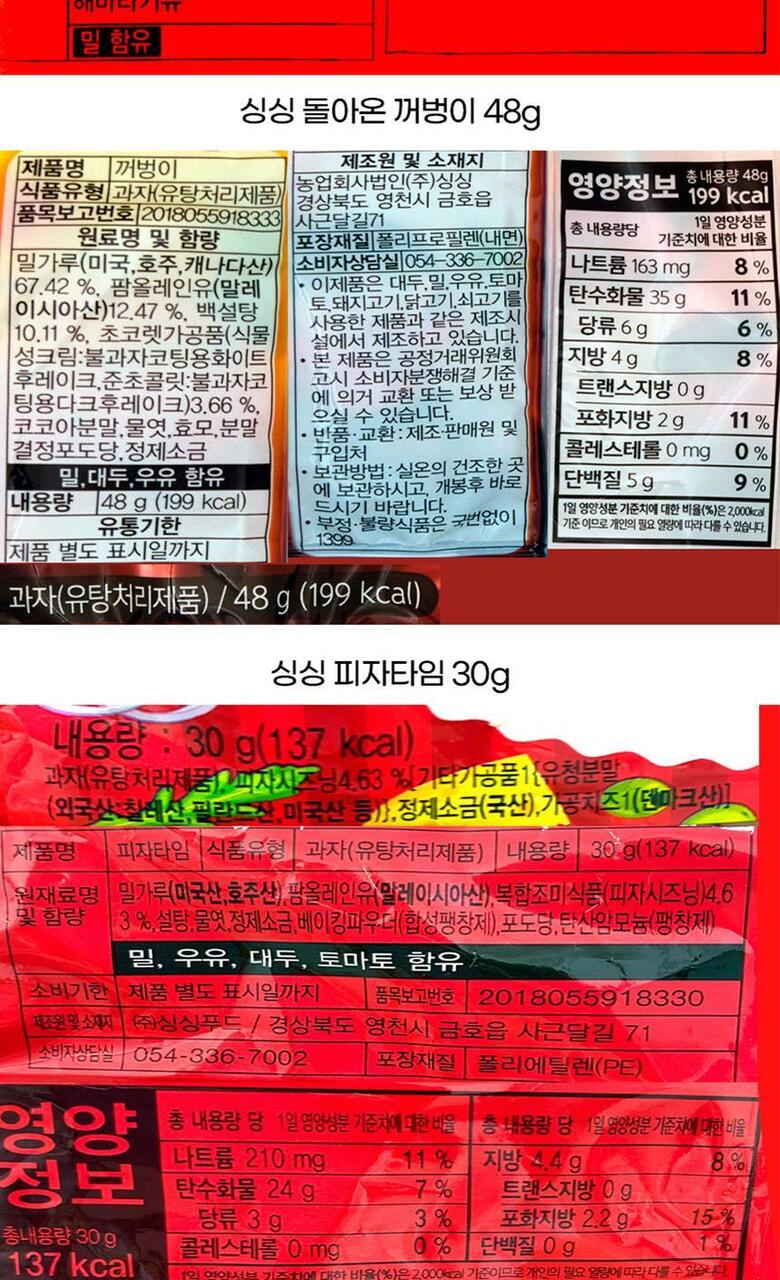 밀 함유
싱싱 돌아온 꺼벙이 48g
제품명 꺼벙이
식품유형 과자(유탕처리제품)
품목보고번호 2018055918333
원료명 및 함량
밀가루(미국,호주,캐나다산)
67.42 %, 팜올레인유(말레
이시아산)12.47 %, 백설탕
10.11 %, 초코렛가공품(식물
성크림:불과자코팅용화이트
후레이크,준초콜릿:불과자코
팅용다크후레이크)3.66 %,
코코아분말,물엿,효모,분말
결정포도당,정제소금
밀,대두,우유 함유
내용량 48 g (199 kcal)
유통기한
제품 별도 표시일까지
제조원 및 소재지
농업회사법인(주)싱싱
경상북도 영천시 금호읍
사근달길71
포장재질 폴리프로필렌(내면)
소비자상담실 054-336-7002
• 이제품은 대두,밀,우유,토마
토,돼지고기,닭고기,쇠고기를
사용한 제품과 같은 제조시
설에서 제조하고 있습니다.
• 본 제품은 공정거래위원회
고시 소비자분쟁해결 기준
에 의거 교환 또는 보상 받
으실 수 있습니다.
• 반품·교환 : 제조·판매원 및
구입처
• 보관방법 : 실온의 건조한 곳
에 보관하시고, 개봉후 바로
드시기 바랍니다.
• 부정·불량식품은 국번없이
1399
영양정보 총 내용량 48g
199 kcal
총 내용량당 1일 영양성분
기준치에 대한 비율
나트륨 163 mg 8 %
탄수화물 35 g 11 %
당류 6 g 6 %
지방 4 g 8 %
트랜스지방 0 g
포화지방 2 g 11 %
콜레스테롤 0 mg 0 %
단백질 5 g 9 %
1일 영양성분 기준치에 대한 비율(%)은 2,000kcal
기준 이므로 개인의 필요 열량에 따라 다를 수 있습니다.
과자(유탕처리제품) / 48 g (199 kcal)
싱싱 피자타임 30g
내용량 : 30 g(137 kcal)
과자(유탕처리제품), 피자시즈닝4.63 %[기타가공품1{유청분말
(외국산:칠레산,핀란드산,미국산 등)},정제소금(국산),가공치즈1(덴마크산)]
제품명 피자타임 식품유형 과자(유탕처리제품) 내용량 30 g(137 kcal)
원재료명 밀가루(미국산,호주산),팜올레인유(말레이시아산),복합조미식품(피자시즈닝)4.6
및 함량 3 %,설탕,물엿,정제소금,베이킹파우더(합성팽창제),포도당,탄산암모늄(팽창제)
밀, 우유, 대두, 토마토 함유
소비기한 제품 별도 표시일까지 품목보고번호 2018055918330
제조원및소재지 (주)싱싱푸드 / 경상북도 영천시 금호읍 사근달길 71
소비자상담실 054-336-7002 포장재질 폴리에틸렌(PE)
영양
정보
총 내용량 30 g
137 kcal
총 내용량 당 1일 영양성분 기준치에 대한 비율 총 내용량 당 1일 영양성분 기준치에 대한 비율
나트륨 210 mg 11 % 지방 4.4 g 8 %
탄수화물 24 g 7 % 트랜스지방 0 g
당류 3 g 3 % 포화지방 2.2 g 15 %
콜레스테롤 0 mg 0 % 단백질 0 g 1 %
1일 영양성분 기준치에 대한 비율(%)은 2,000kcal 기준이므로 개인의 필요 열량에 따라 다를 수 있습니다.